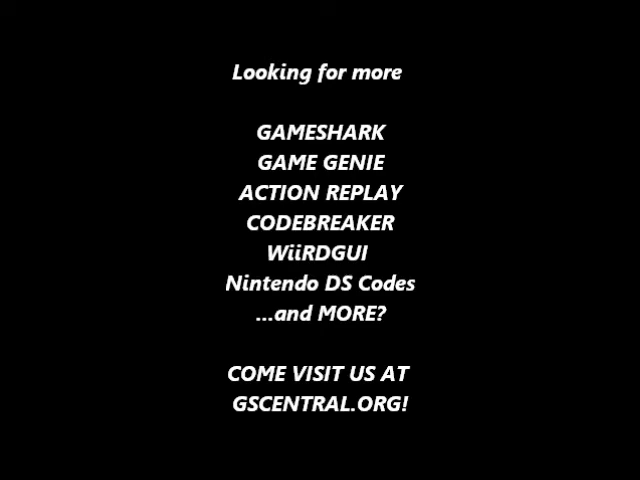 Looking for more
GAMESHARK
GAME GENIE
ACTION REPLAY
CODEBREAKER
WiiRDGUI
Nintendo DS Codes
...and MORE?
COME VISIT US AT
GSCENTRAL.ORG!